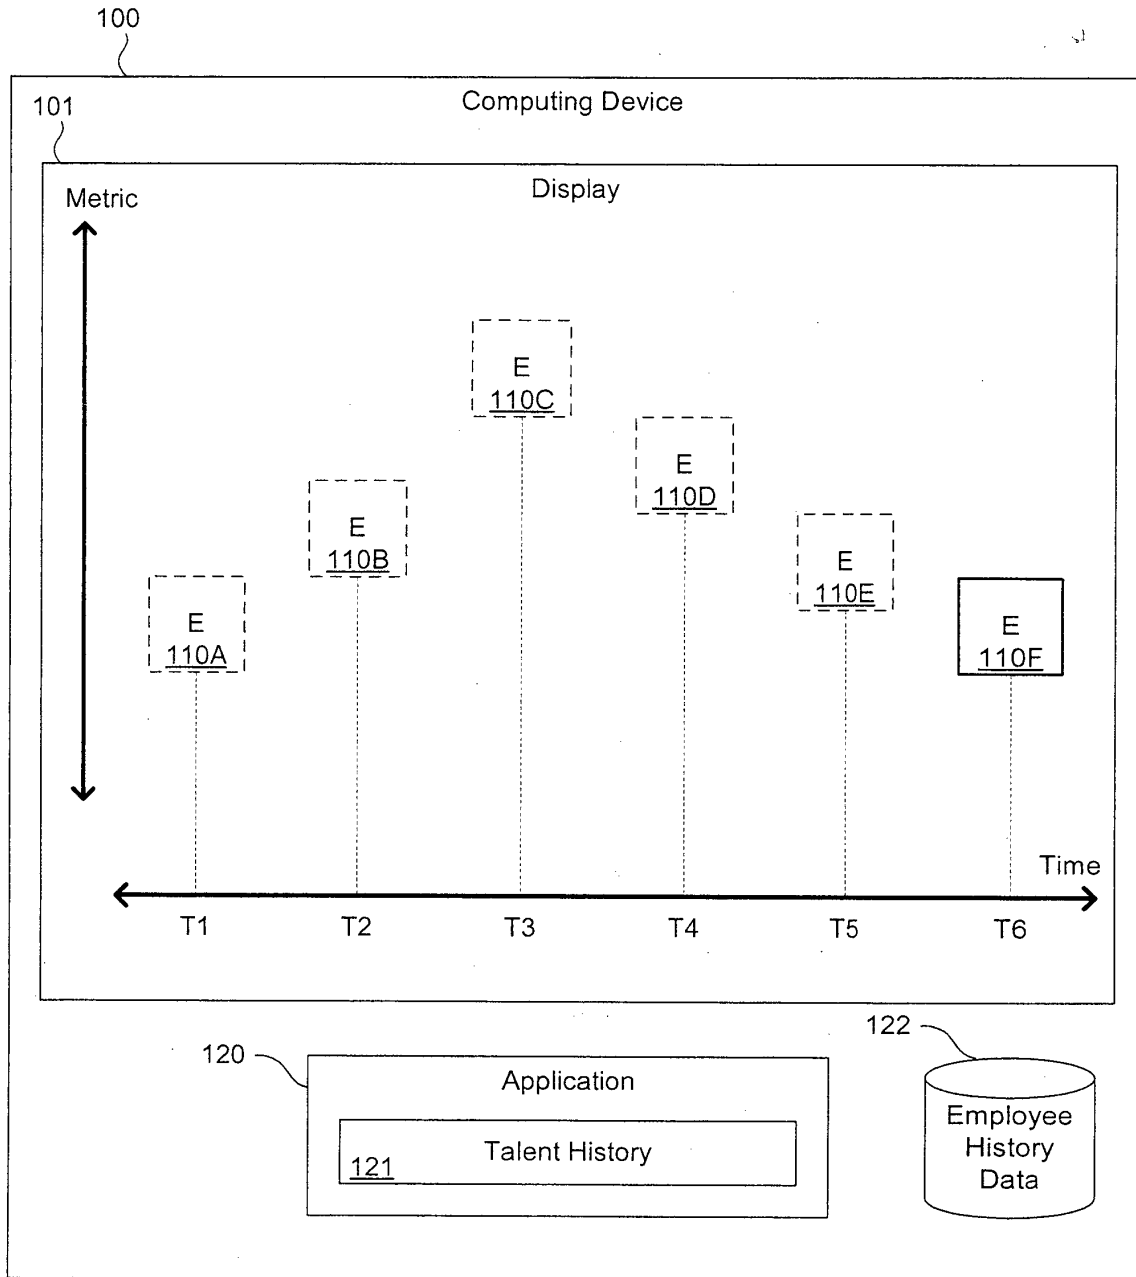 100
Computing Device
101
Display
Metric
E
110C
E
110D
E
110B
E
110E
E
110A
E
110F
Time
T1 T2 T3 T4 T5 T6
122
120
Application
Talent History
121
Employee
History
Data